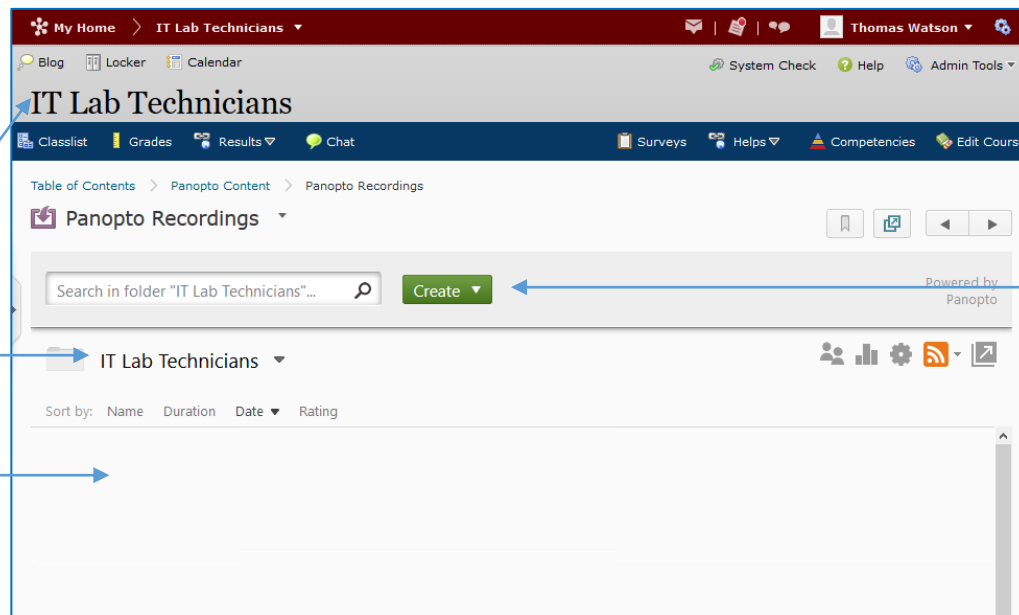 My Home > IT Lab Technicians Thomas Watson
Blog Locker Calendar System Check Help Admin Tools
IT Lab Technicians
Classlist Grades Results Chat Surveys Helps Competencies Edit Cours
Table of Contents > Panopto Content > Panopto Recordings
Panopto Recordings
Search in folder "IT Lab Technicians"... Create Powered by
Panopto
IT Lab Technicians
Sort by: Name Duration Date Rating